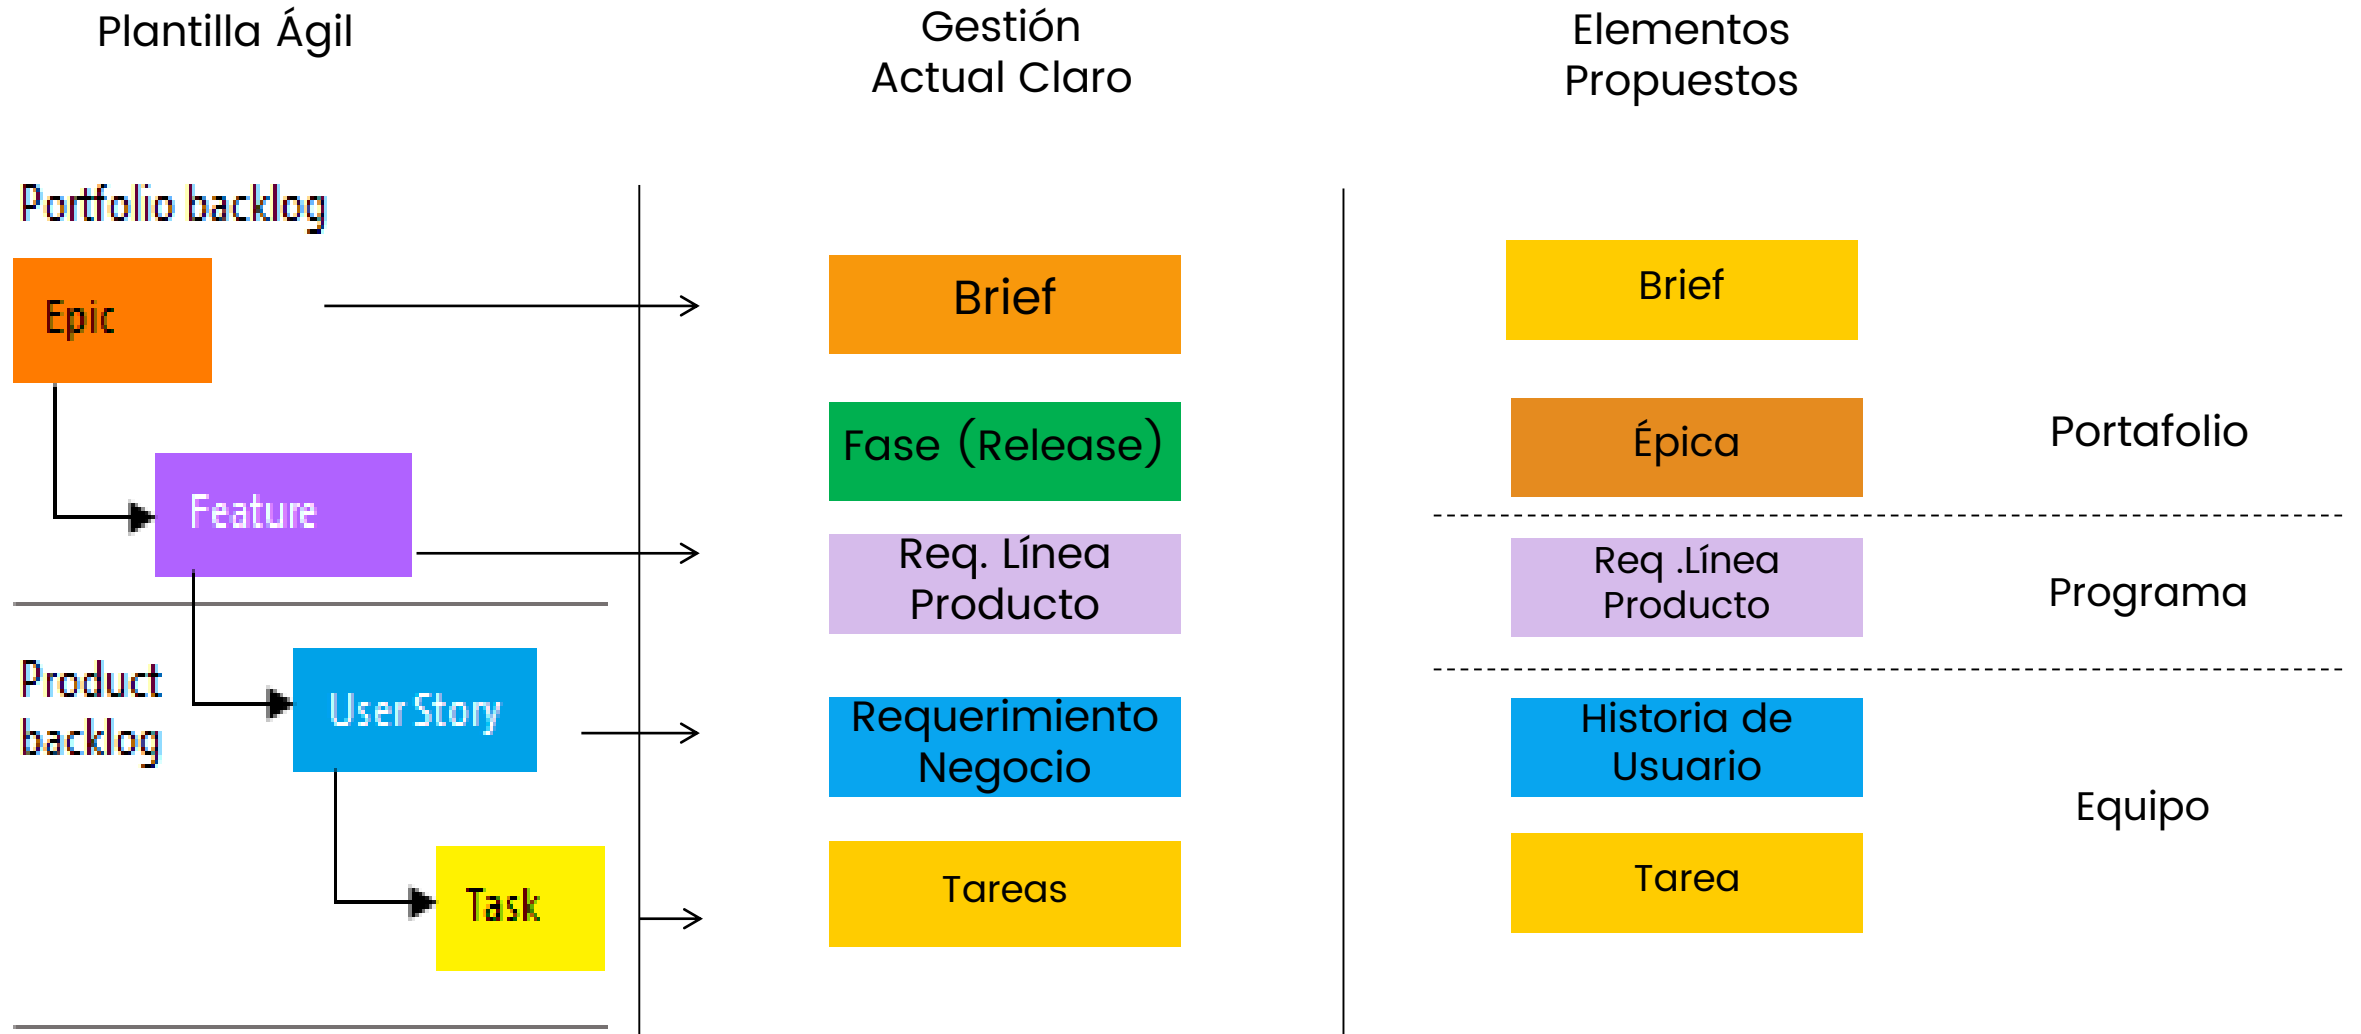 Plantilla Ágil
Gestión
Actual Claro
Elementos
Propuestos
Portfolio backlog
Epic
Feature
Product
backlog
User Story
Task
Brief
Fase (Release)
Req. Línea
Producto
Requerimiento
Negocio
Tareas
Brief
Épica
Req .Línea
Producto
Historia de
Usuario
Tarea
Portafolio
Programa
Equipo